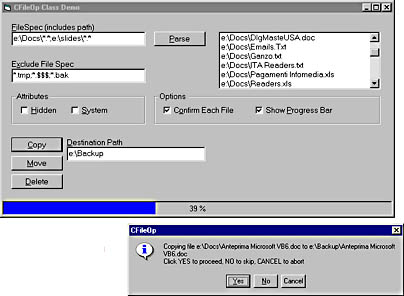 CFileOp Class Demo
FileSpec (includes path)
e:\Docs\*.*;e:\slides\*.*
Parse
e:\Docs\DlgMasteUSA.doc
e:\Docs\Emails.Txt
e:\Docs\Ganzo.txt
e:\Docs\ITA Readers.txt
e:\Docs\Pagamenti Infomedia.xls
e:\Docs\Readers.xls
Exclude File Spec
*.tmp;*.$$$;*.bak
Attributes
Hidden
System
Options
Confirm Each File
Show Progress Bar
Copy
Move
Delete
Destination Path
e:\Backup
39 %
CFileOp
Copying file e:\Docs\Anteprima Microsoft VB6.doc to e:\Backup\Anteprima Microsoft
VB6.doc
Click YES to proceed, NO to skip, CANCEL to abort
Yes
No
Cancel